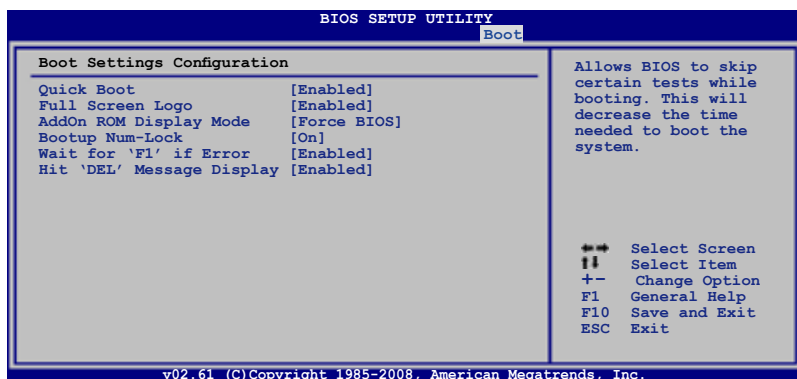 BIOS SETUP UTILITY
Boot
Boot Settings Configuration
Quick Boot [Enabled]
Full Screen Logo [Enabled]
AddOn ROM Display Mode [Force BIOS]
Bootup Num-Lock [On]
Wait for ‘F1’ if Error [Enabled]
Hit ‘DEL’ Message Display [Enabled]
Allows BIOS to skip
certain tests while
booting. This will
decrease the time
needed to boot the
system.
←→ Select Screen
↑↓ Select Item
+- Change Option
F1 General Help
F10 Save and Exit
ESC Exit
v02.61 (C)Copyright 1985-2008, American Megatrends, Inc.